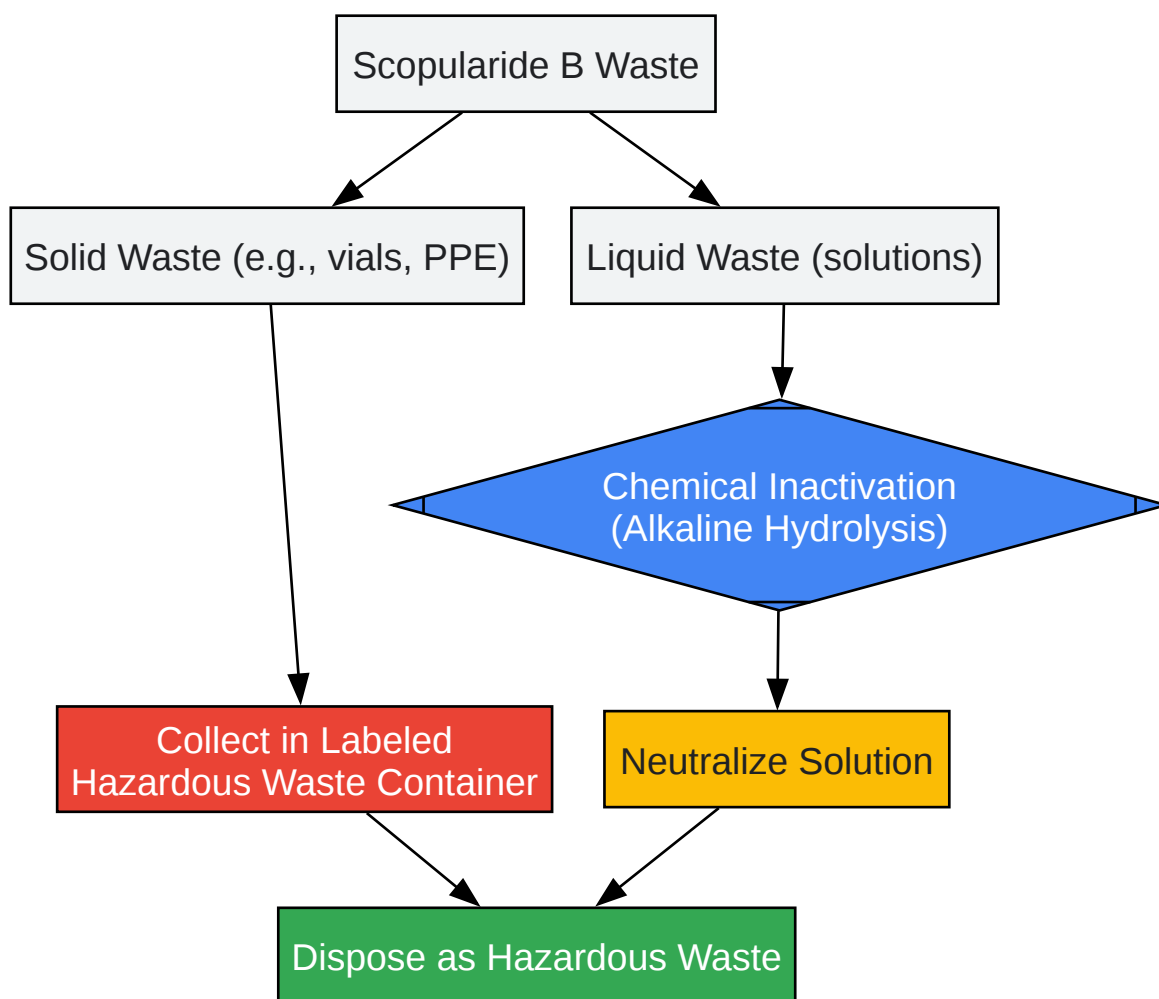 Scopularide B Waste
Solid Waste (e.g., vials, PPE)
Liquid Waste (solutions)
Chemical Inactivation
(Alkaline Hydrolysis)
Collect in Labeled
Hazardous Waste Container
Neutralize Solution
Dispose as Hazardous Waste